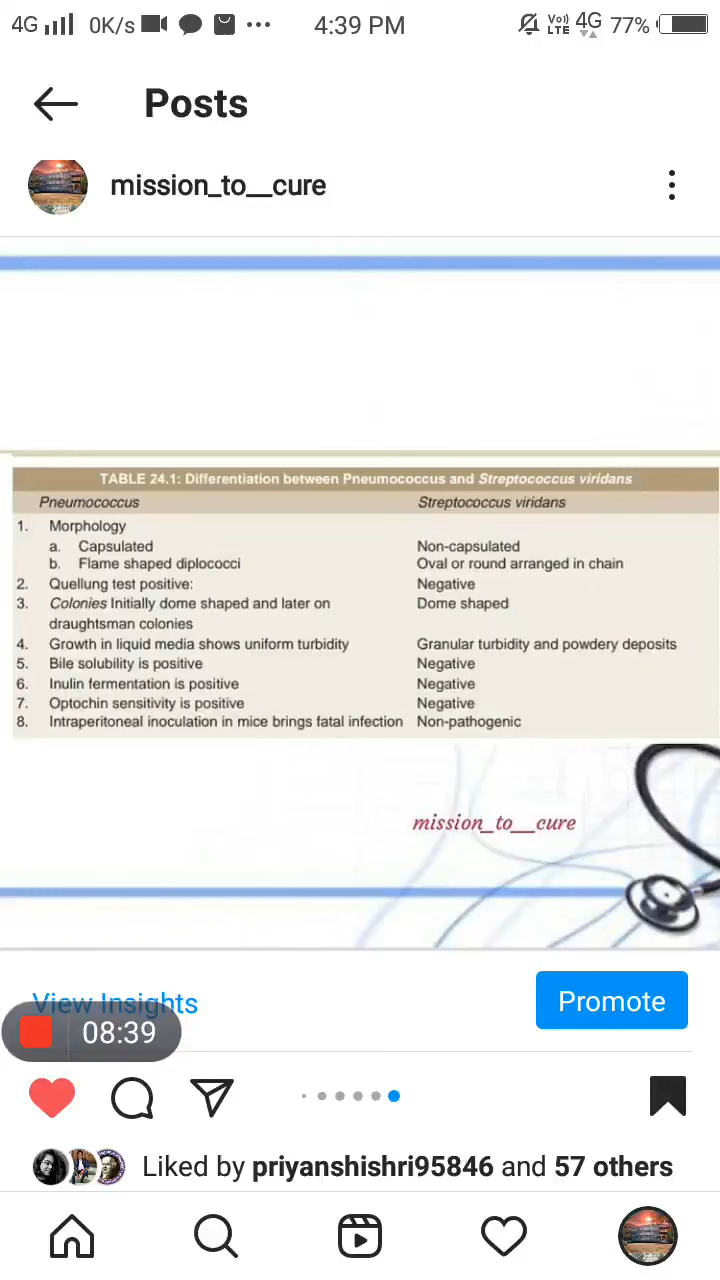 4G 0K/s ... 4:39 PM Vo) LTE 4G 77%
Posts
mission_to__cure
TABLE 24.1: Differentiation between Pneumococcus and Streptococcus viridans
Pneumococcus Streptococcus viridans
1. Morphology
a. Capsulated Non-capsulated
b. Flame shaped diplococci Oval or round arranged in chain
2. Quellung test positive: Negative
3. Colonies Initially dome shaped and later on Dome shaped
draughtsman colonies
4. Growth in liquid media shows uniform turbidity Granular turbidity and powdery deposits
5. Bile solubility is positive Negative
6. Inulin fermentation is positive Negative
7. Optochin sensitivity is positive Negative
8. Intraperitoneal inoculation in mice brings fatal infection Non-pathogenic
mission_to__cure
View Insights Promote
08:39
Liked by priyanshishri95846 and 57 others